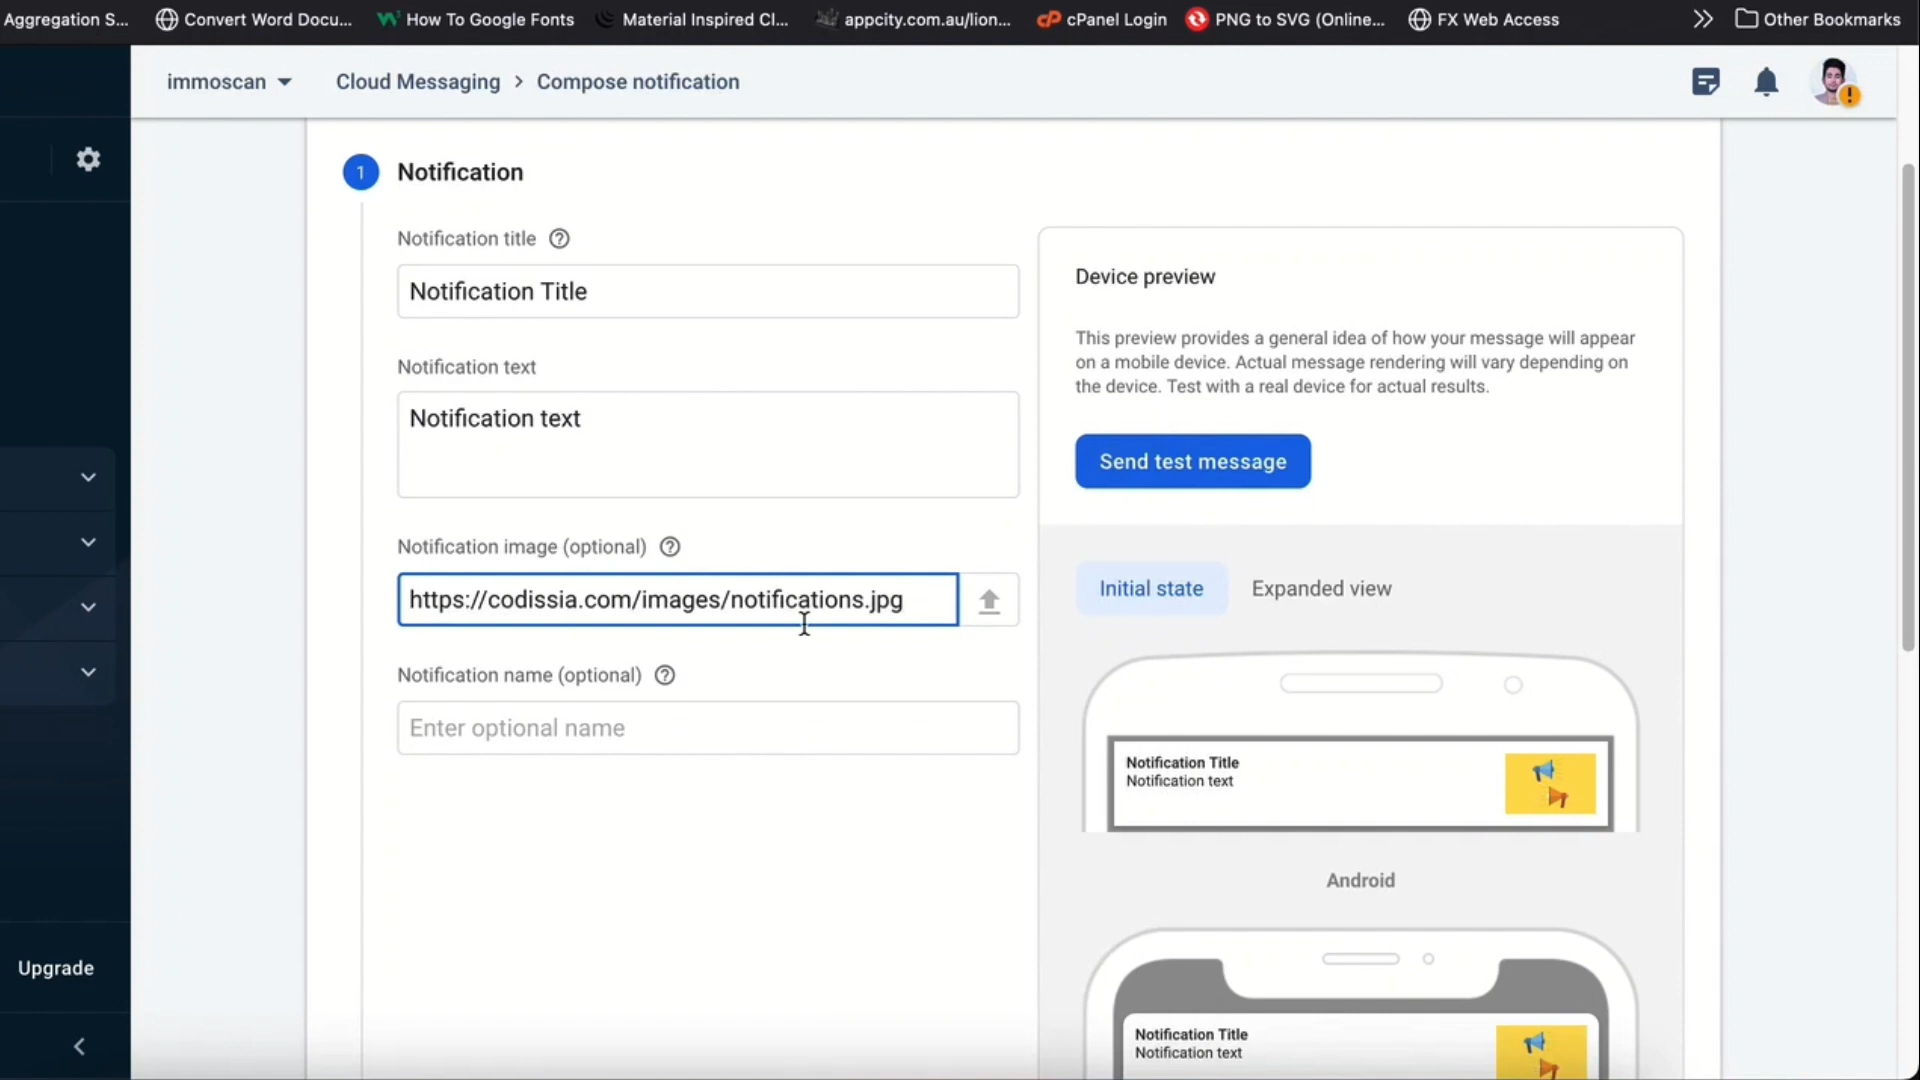 Aggregation S... Convert Word Docu... How To Google Fonts Material Inspired Cl... appcity.com.au/lion... cPanel Login PNG to SVG (Online... FX Web Access Other Bookmarks
immoscan Cloud Messaging > Compose notification
1 Notification
Notification title
Notification Title
Notification text
Notification text
Notification image (optional)
https://codissia.com/images/notifications.jpg
Notification name (optional)
Enter optional name
Device preview
This preview provides a general idea of how your message will appear
on a mobile device. Actual message rendering will vary depending on
the device. Test with a real device for actual results.
Send test message
Initial state Expanded view
Notification Title
Notification text
Android
Notification Title
Notification text
Upgrade